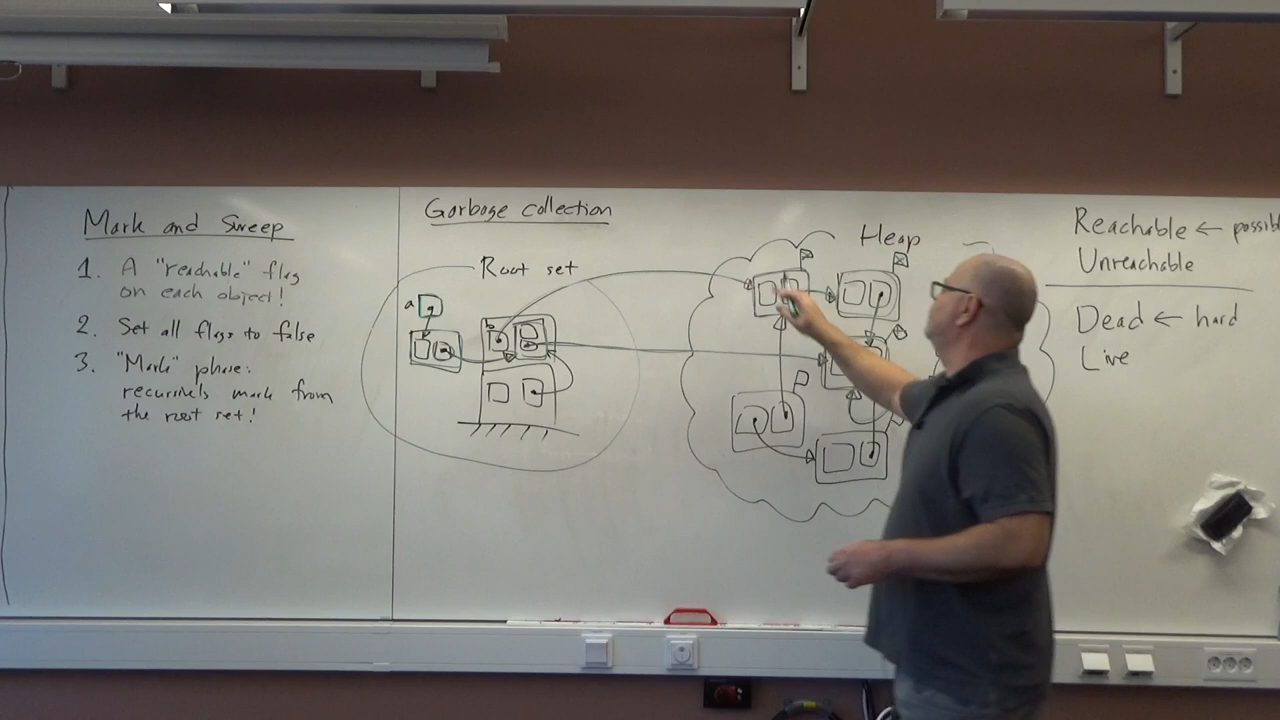 Mark and Sweep
1. A "reachable" flag
on each object!
2. Set all flags to false
3. "Mark" phase:
mark from
the root set!
Garbage collection
Root set
a
b
Heap
Reachable ← possib
Unreachable
Dead ← hard
Live